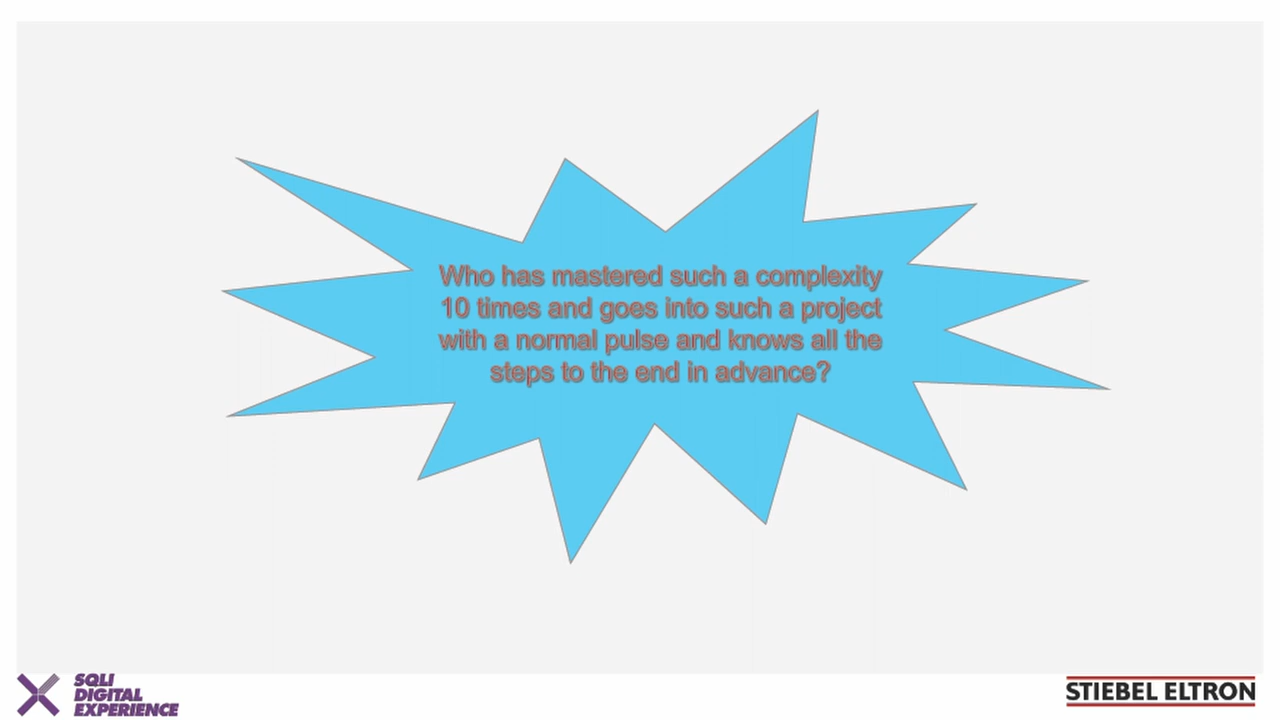 Who has mastered such a complexity
10 times and goes into such a project
with a normal pulse and knows all the
steps to the end in advance?
SQLI
DIGITAL
EXPERIENCE
STIEBEL ELTRON